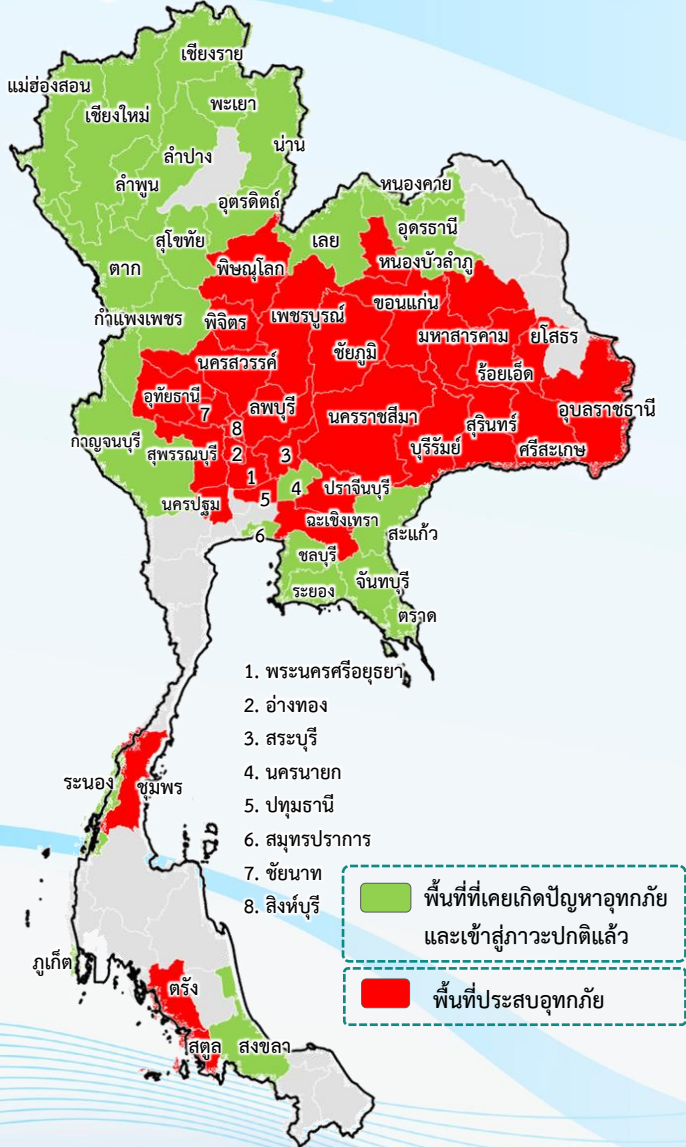 เชียงราย
แม่ฮ่องสอน
พะเยา
เชียงใหม่
น่าน
ลำปาง
ลำพูน
หนองคาย
อุตรดิตถ์
สุโขทัย
เลย
อุดรธานี
ตาก
พิษณุโลก
หนองบัวลำภู
ขอนแก่น
กำแพงเพชร
พิจิตร
เพชรบูรณ์
มหาสารคาม
ยโสธร
นครสวรรค์
ชัยภูมิ
ร้อยเอ็ด
อุทัยธานี
7
ลพบุรี
นครราชสีมา
อุบลราชธานี
8
สุรินทร์
กาญจนบุรี
สุพรรณบุรี
2
3
บุรีรัมย์
ศรีสะเกษ
1
4
ปราจีนบุรี
นครปฐม
5
ฉะเชิงเทรา
6
สะแก้ว
ชลบุรี
จันทบุรี
ระยอง
ตราด
1. พระนครศรีอยุธยา
2. อ่างทอง
3. สระบุรี
4. นครนายก
5. ปทุมธานี
6. สมุทรปราการ
7. ชัยนาท
8. สิงห์บุรี
ระนอง
ชุมพร
พื้นที่ที่เคยเกิดปัญหาอุทกภัย
และเข้าสู่ภาวะปกติแล้ว
พื้นที่ประสบอุทกภัย
ภูเก็ต
ตรัง
สตูล
สงขลา